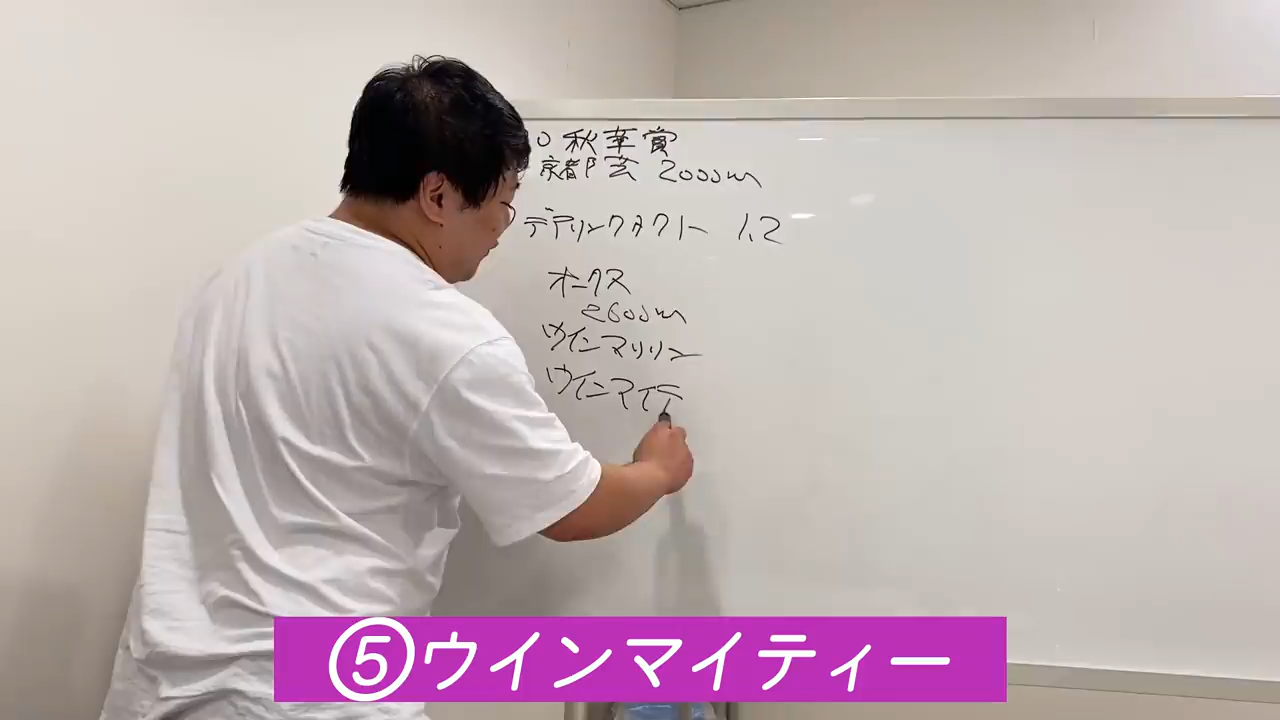 秋華賞
京都芝 2000m
デアリングタクト 1.2
オークス
2600m
ウインマリリン
ウインマイテ
⑤ウインマイティー